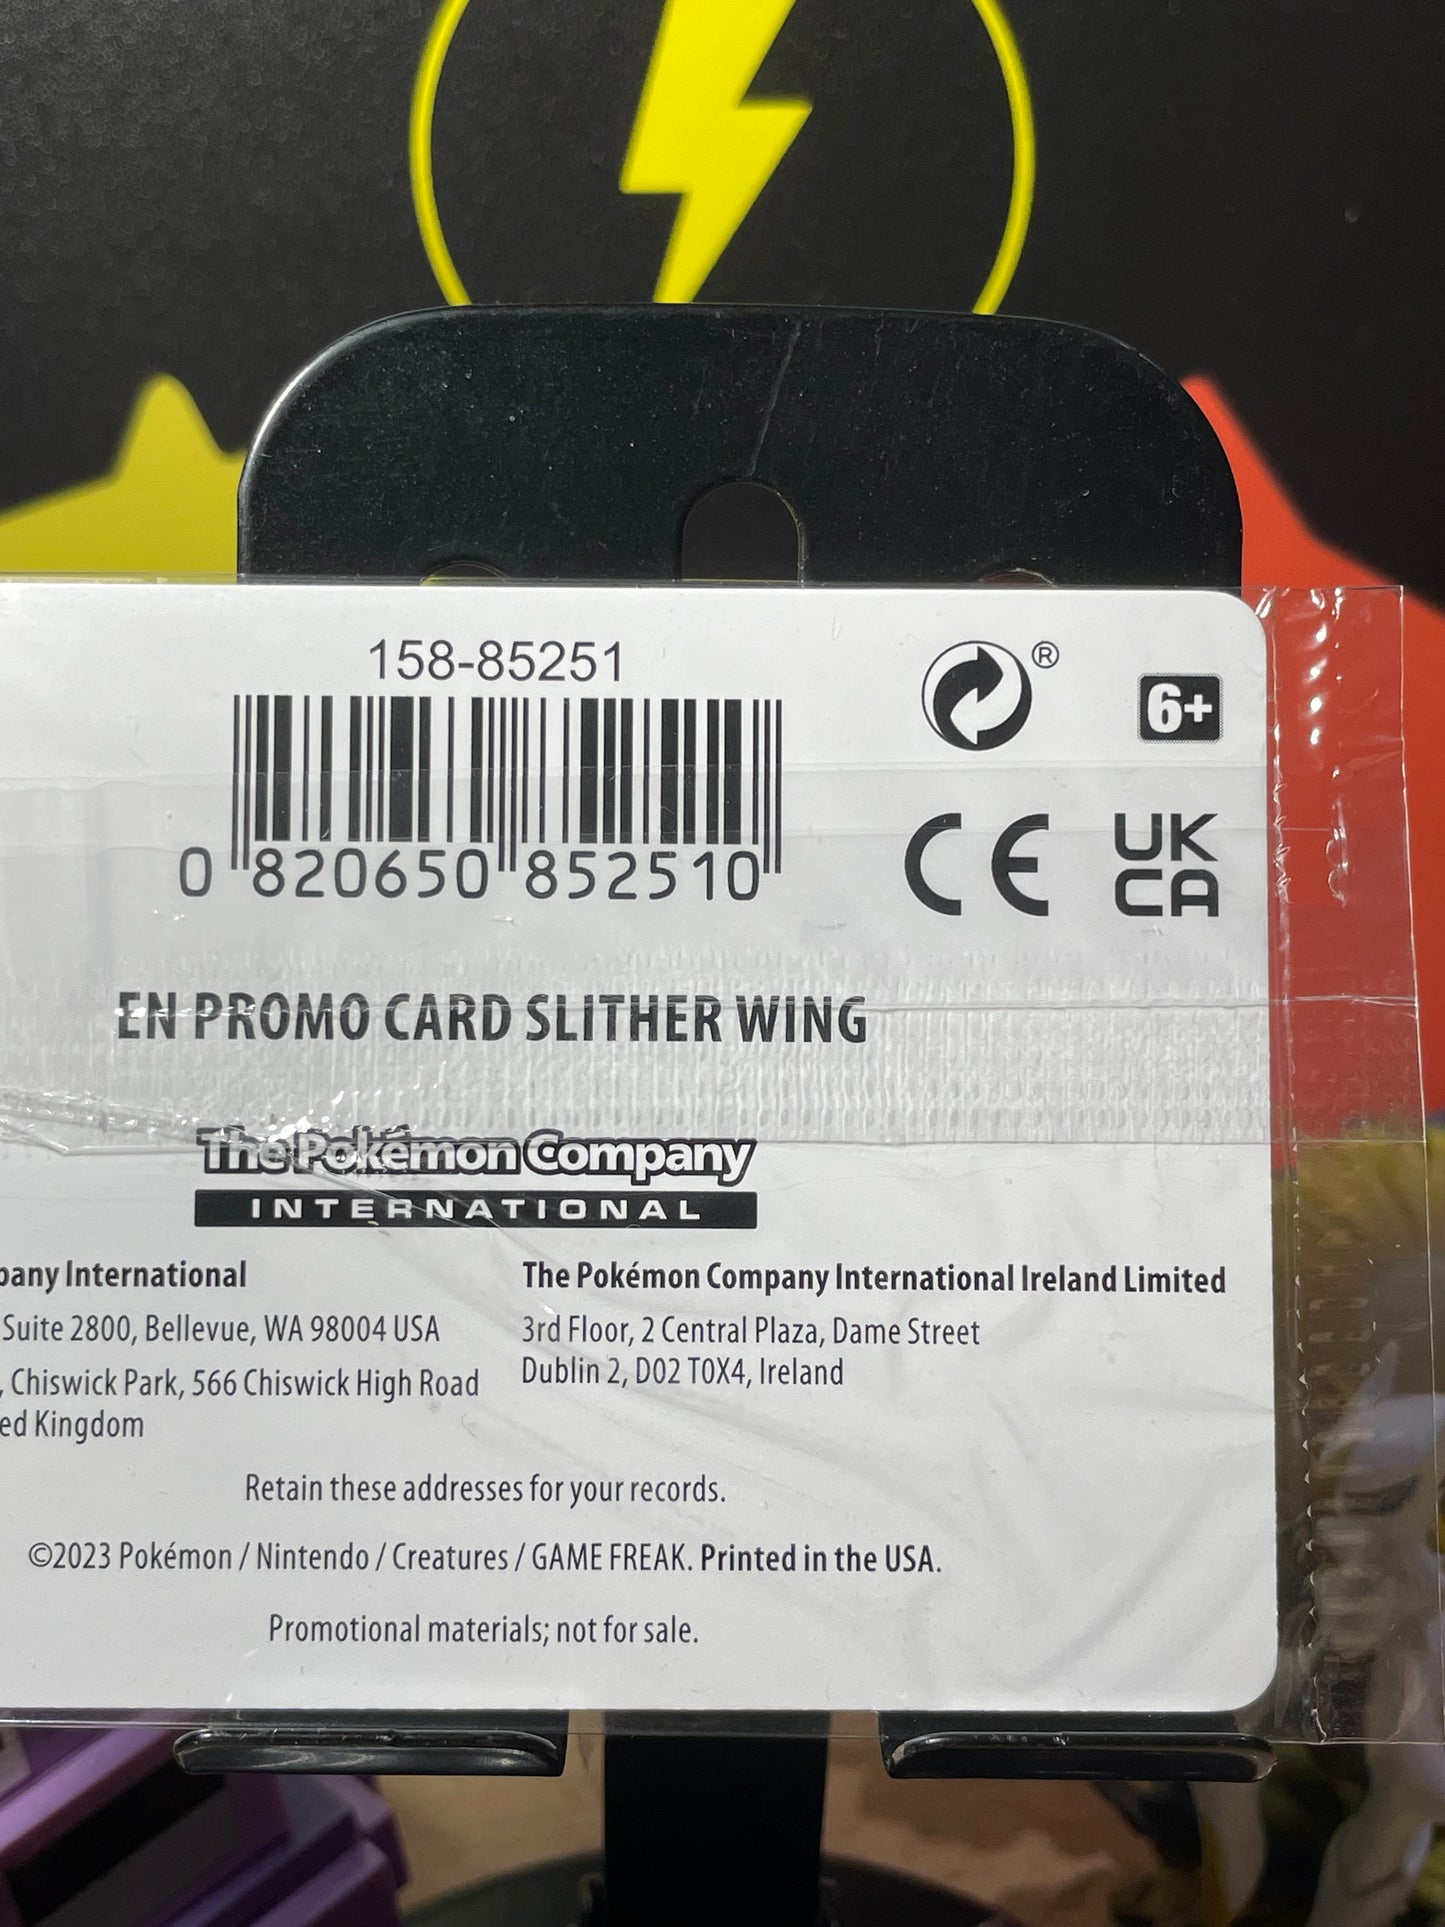 158-85251
®
6+
0 820650 852510
CE
UK
CA
EN PROMO CARD SLITHER WING
The Pokémon Company
INTERNATIONAL
International
Suite 2800, Bellevue, WA 98004 USA
, Chiswick Park, 566 Chiswick High Road
Kingdom
The Pokémon Company International Ireland Limited
3rd Floor, 2 Central Plaza, Dame Street
Dublin 2, D02 T0X4, Ireland
Retain these addresses for your records.
©2023 Pokémon / Nintendo / Creatures / GAME FREAK. Printed in the USA.
Promotional materials; not for sale.